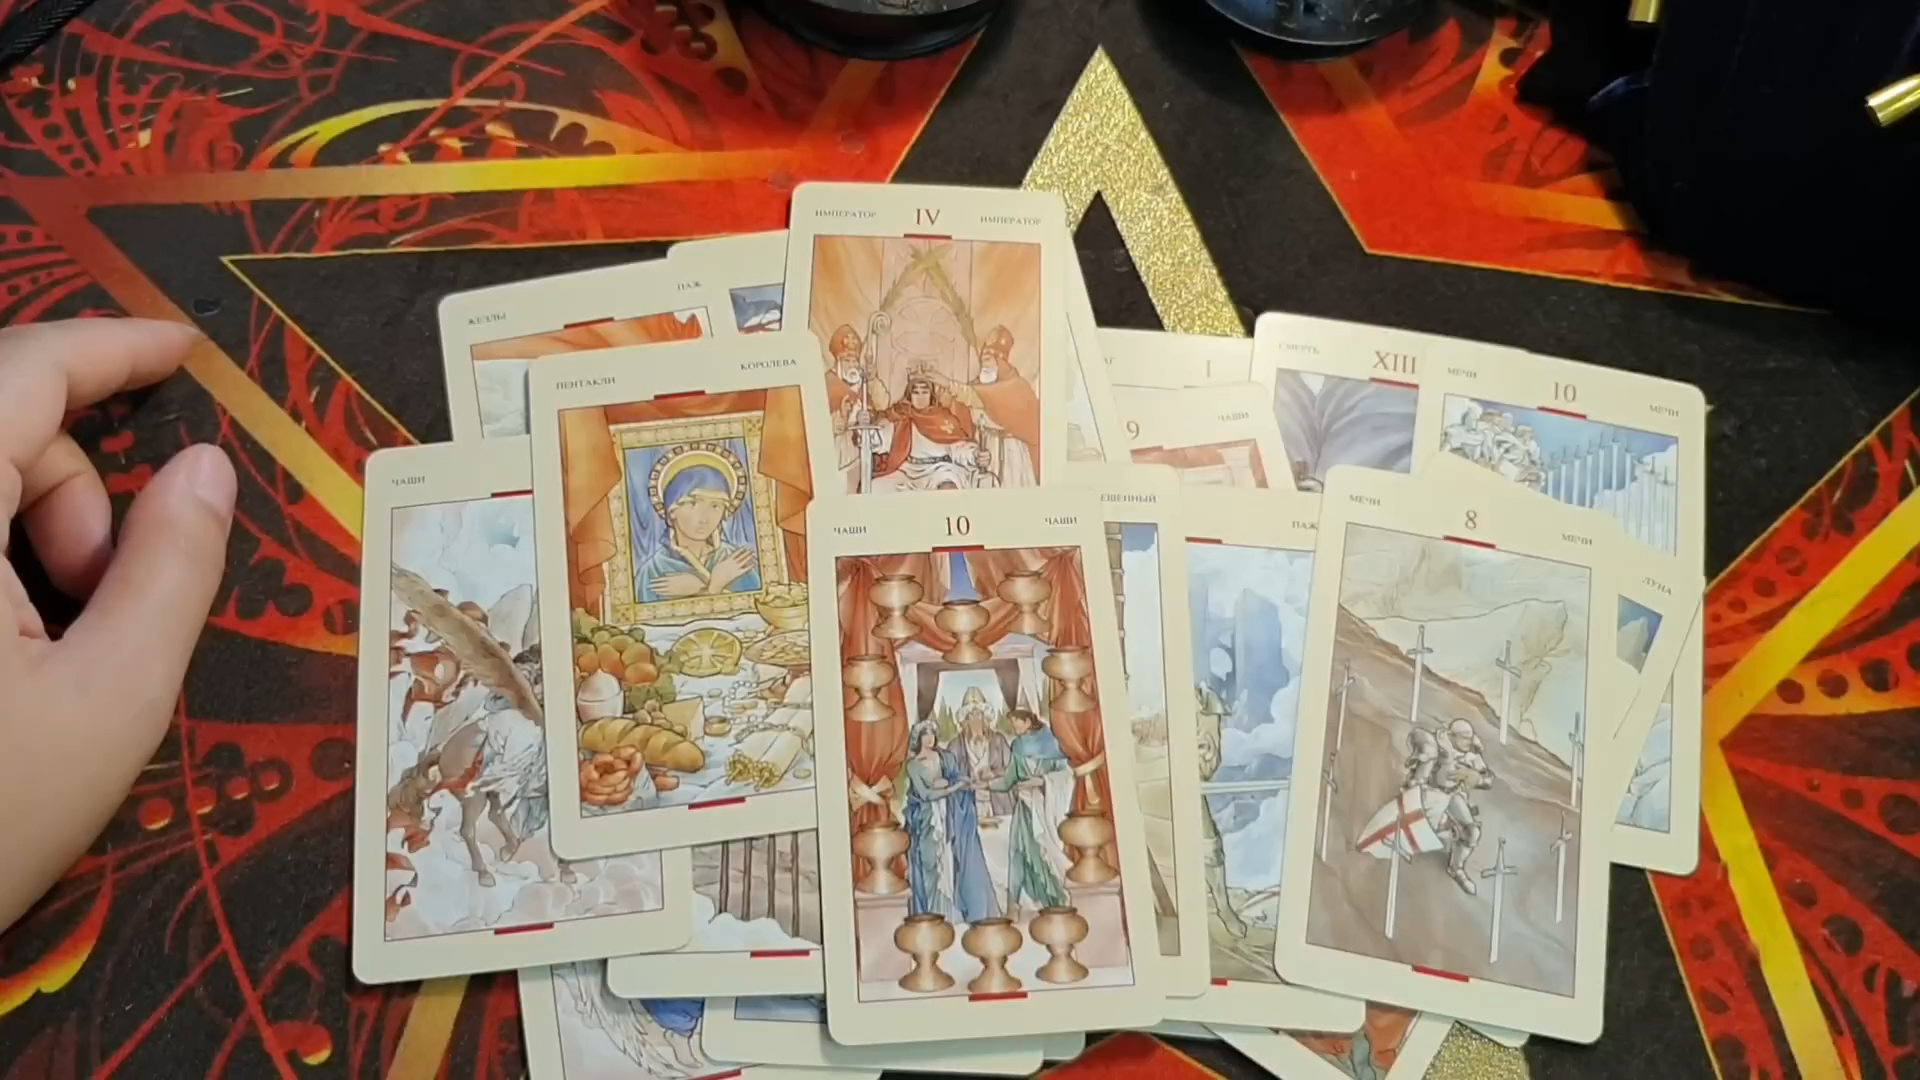 ИМПЕРАТОР IV ИМПЕРАТОР
ЖЕЗЛЫ ПАЖ
ПЕНТАКЛИ КОРОЛЕВА
ЧАШИ
ЧАШИ 10 ЧАШИ
I
9 ЧАШИ
СМЕРТЬ XIII
МЕЧИ 10 МЕЧИ
ЕШЕННЫЙ
ПАЖ
МЕЧИ 8 МЕЧИ
ЛУНА